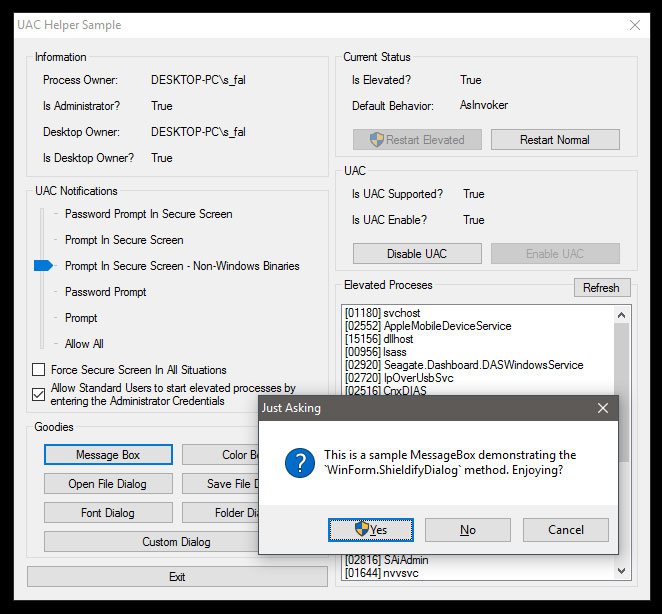 UAC Helper Sample
Information
Process Owner: DESKTOP-PC\s_fal
Is Administrator? True
Desktop Owner: DESKTOP-PC\s_fal
Is Desktop Owner? True
UAC Notifications
Password Prompt In Secure Screen
Prompt In Secure Screen
Prompt In Secure Screen - Non-Windows Binaries
Password Prompt
Prompt
Allow All
Force Secure Screen In All Situations
Allow Standard Users to start elevated processes by
entering the Administrator Credentials
Goodies
Message Box
Color
Open File Dialog
Save File
Font Dialog
Folder
Custom Dialog
Exit
Current Status
Is Elevated? True
Default Behavior: AsInvoker
Restart Elevated
Restart Normal
UAC
Is UAC Supported? True
Is UAC Enable? True
Disable UAC
Enable UAC
Elevated Proceses
Refresh
[01180] svchost
[02552] AppleMobileDeviceService
[15156] dllhost
[00956] lsass
[02920] Seagate.Dashboard.DASWindowsService
[02720] IpOverUsbSvc
[02516] CnxDIAS
[02816] SAiAdmin
[01644] nvvsvc
Just Asking
This is a sample MessageBox demonstrating the
`WinForm.ShieldifyDialog` method. Enjoying?
Yes
No
Cancel